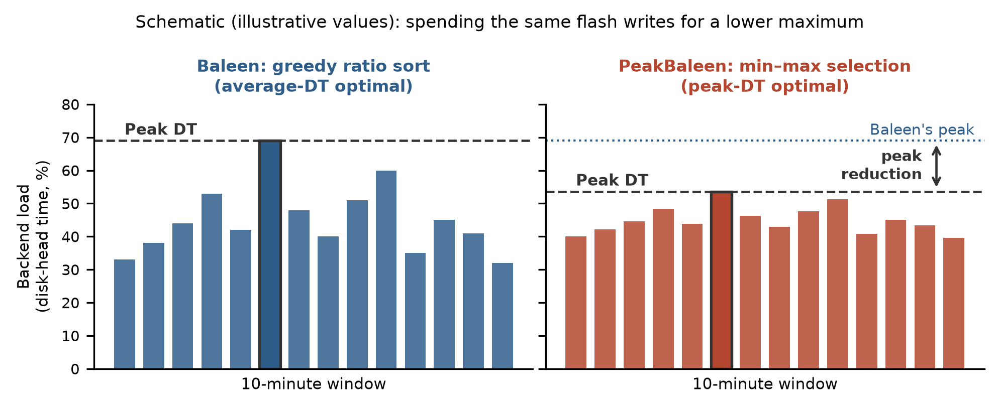 Schematic (illustrative values): spending the same flash writes for a lower maximum
Baleen: greedy ratio sort
(average-DT optimal)
Backend load
(disk-head time, %)
80
70
60
50
40
30
20
10
0
Peak DT
10-minute window
PeakBaleen: min–max selection
(peak-DT optimal)
Baleen's peak
peak
reduction
Peak DT
10-minute window